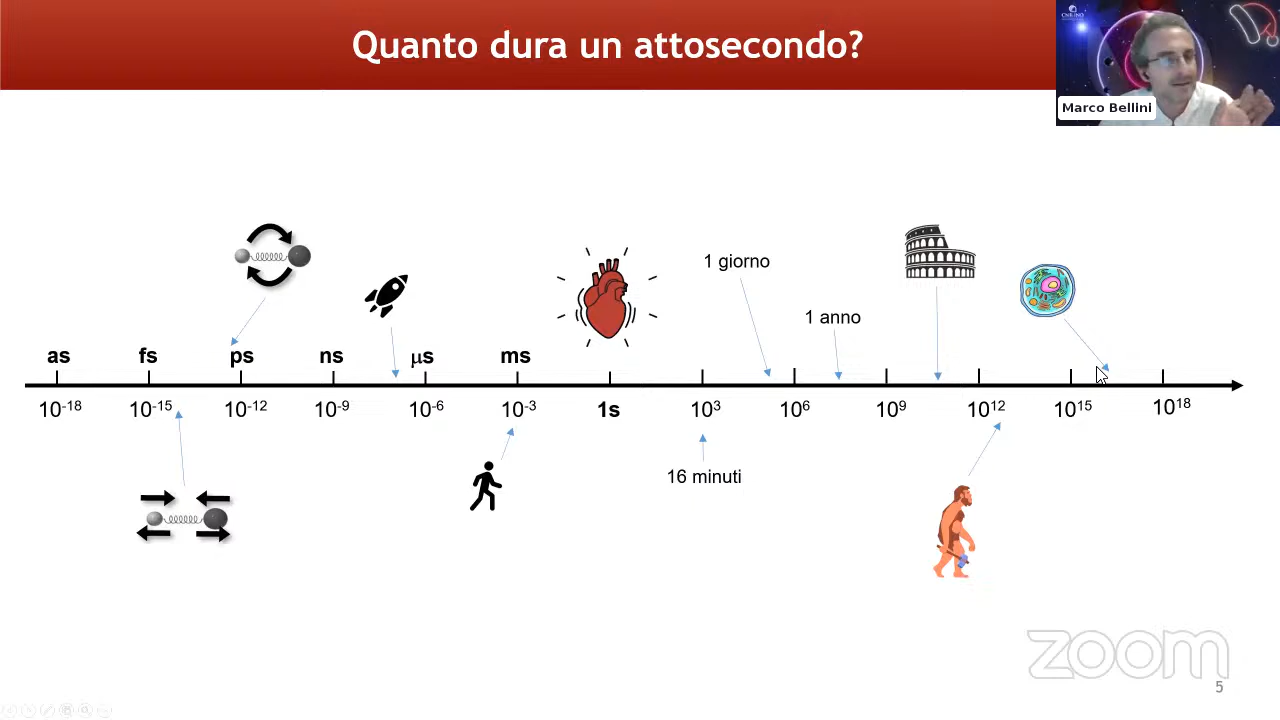 Quanto dura un attosecondo?
CNR-INO
Marco Bellini
1 giorno
1 anno
as fs ps ns μs ms
10⁻¹⁸ 10⁻¹⁵ 10⁻¹² 10⁻⁹ 10⁻⁶ 10⁻³ 1s 10³ 10⁶ 10⁹ 10¹² 10¹⁵ 10¹⁸
16 minuti
zoom
5